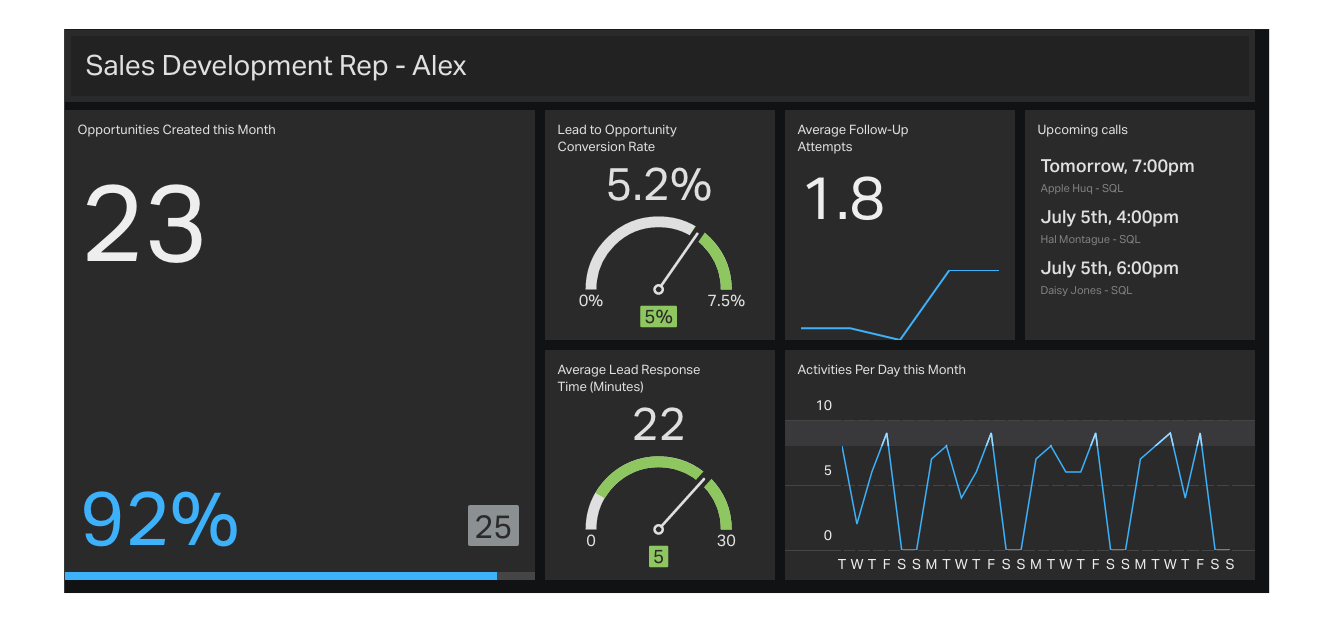 Sales Development Rep - Alex
Opportunities Created this Month
23
92%
25
Lead to Opportunity
Conversion Rate
5.2%
0%
7.5%
5%
Average Follow-Up
Attempts
1.8
Upcoming calls
Tomorrow, 7:00pm
Apple Huq - SQL
July 5th, 4:00pm
Hal Montague - SQL
July 5th, 6:00pm
Daisy Jones - SQL
Average Lead Response
Time (Minutes)
22
0
30
5
Activities Per Day this Month
10
5
0
T W T F S S M T W T F S S M T W T F S S M T W T F S S